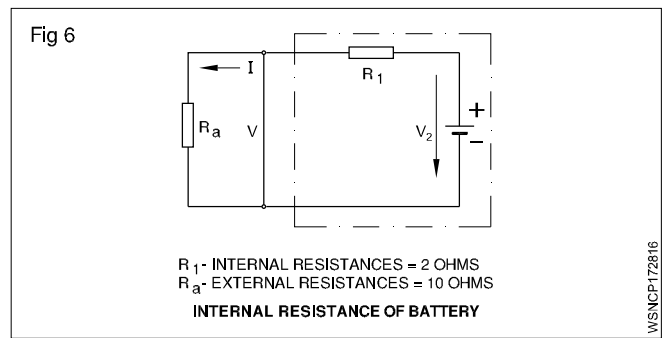 Fig 6
I
R1
+
Ra
V
V2
-
R1- INTERNAL RESISTANCES = 2 OHMS
Ra- EXTERNAL RESISTANCES = 10 OHMS
INTERNAL RESISTANCE OF BATTERY
WSNCP172816